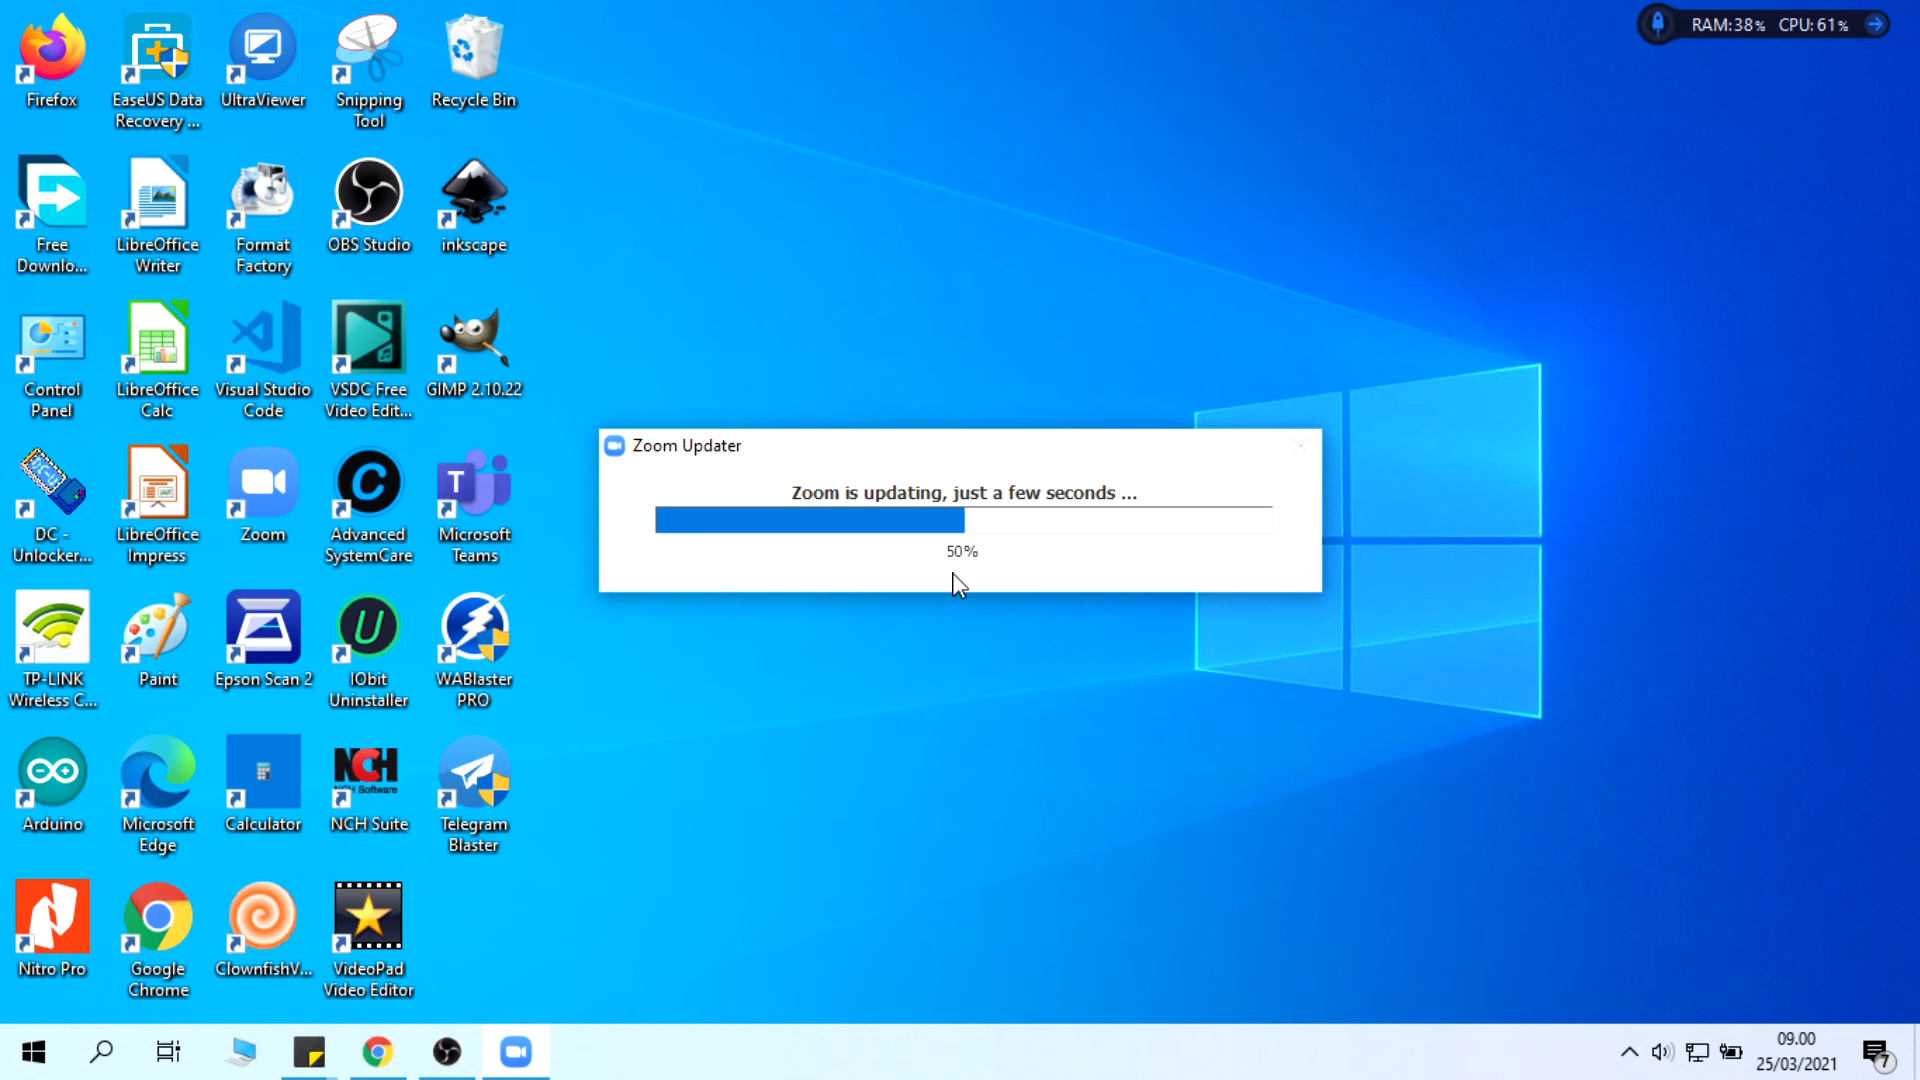 RAM:38% CPU:61%
Firefox
EaseUS Data
Recovery ...
UltraViewer
Snipping
Tool
Recycle Bin
Free
Downlo...
LibreOffice
Writer
Format
Factory
OBS Studio
inkscape
Control
Panel
LibreOffice
Calc
Visual Studio
Code
VSDC Free
Video Edit...
GIMP 2.10.22
Zoom Updater
Zoom is updating, just a few seconds ...
50%
DC -
Unlocker...
LibreOffice
Impress
Zoom
Advanced
SystemCare
T
Microsoft
Teams
TP-LINK
Wireless C...
Paint
Epson Scan 2
IObit
Uninstaller
WABlaster
PRO
Arduino
Microsoft
Edge
Calculator
NCH
NCH Software
NCH Suite
Telegram
Blaster
Nitro Pro
Google
Chrome
ClownfishV...
VideoPad
Video Editor
09.00
25/03/2021
7